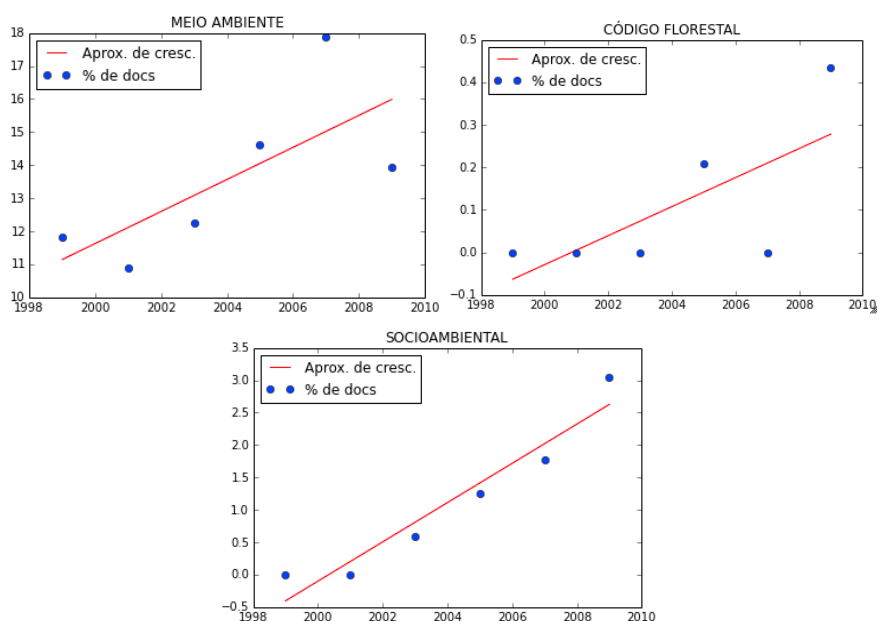 MEIO AMBIENTE
18
17
16
15
14
13
12
11
10
Aprox. de cresc.
% de docs
1998 2000 2002 2004 2006 2008 2010
CÓDIGO FLORESTAL
0.5
0.4
0.3
0.2
0.1
0.0
−0.1
Aprox. de cresc.
% de docs
1998 2000 2002 2004 2006 2008 2010
SOCIOAMBIENTAL
3.5
3.0
2.5
2.0
1.5
1.0
0.5
0.0
−0.5
Aprox. de cresc.
% de docs
1998 2000 2002 2004 2006 2008 2010